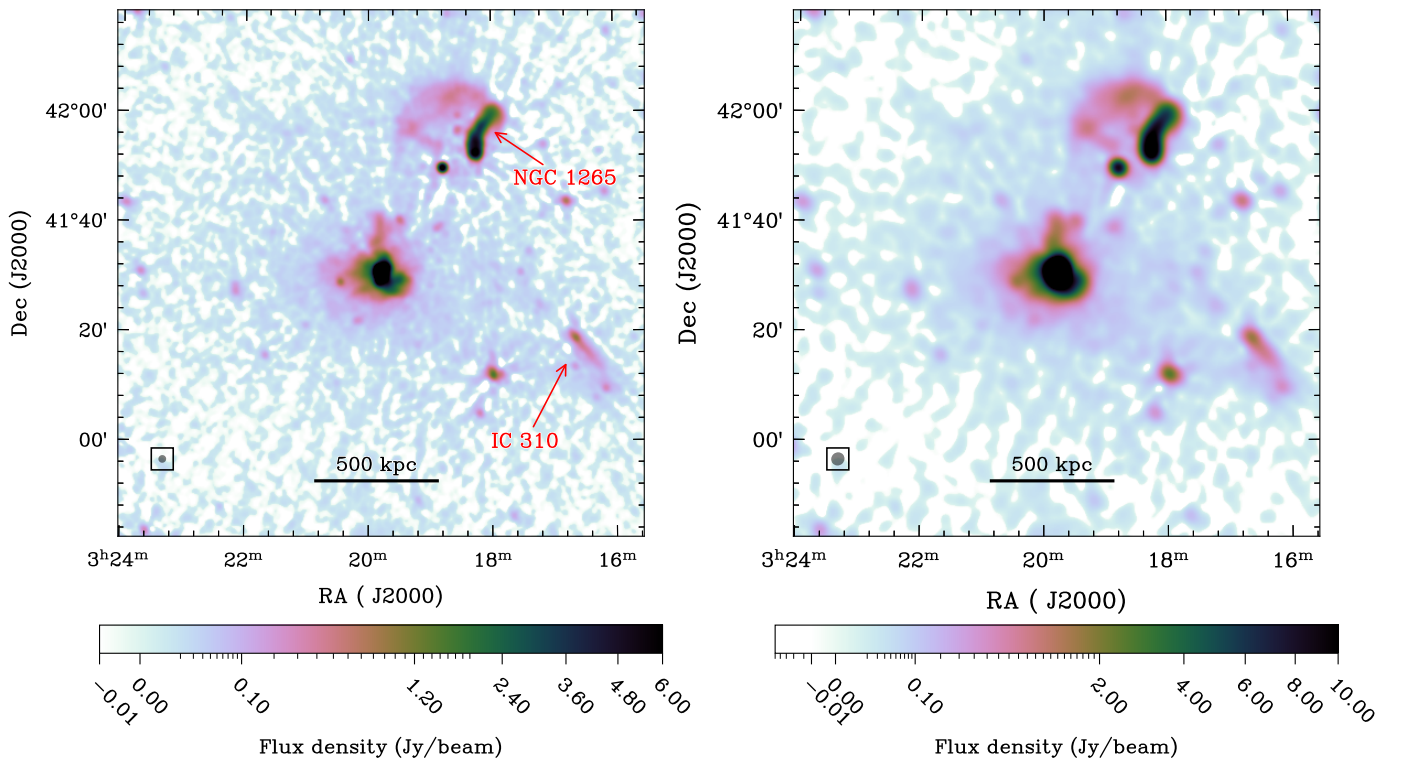 42°00'
41°40'
20'
00'
Dec (J2000)
NGC 1265
IC 310
500 kpc
3ʰ24ᵐ 22ᵐ 20ᵐ 18ᵐ 16ᵐ
RA ( J2000)
−0.01 0.00 0.10 1.20 2.40 3.60 4.80 6.00
Flux density (Jy/beam)
42°00'
41°40'
20'
00'
Dec (J2000)
500 kpc
3ʰ24ᵐ 22ᵐ 20ᵐ 18ᵐ 16ᵐ
RA ( J2000)
−0.01 0.00 0.10 2.00 4.00 6.00 8.00 10.00
Flux density (Jy/beam)